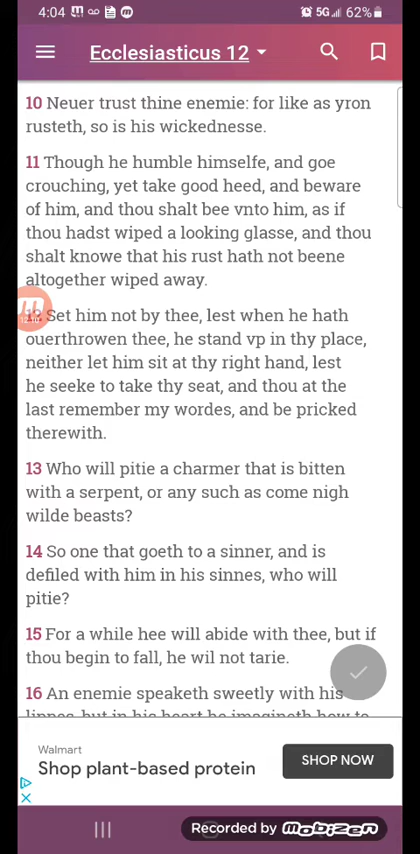 4:04 5G 62%
Ecclesiasticus 12
10 Neuer trust thine enemie: for like as yron
rusteth, so is his wickednesse.
11 Though he humble himselfe, and goe
crouching, yet take good heed, and beware
of him, and thou shalt bee vnto him, as if
thou hadst wiped a looking glasse, and thou
shalt knowe that his rust hath not beene
altogether wiped away.
Set him not by thee, lest when he hath
ouerthrowen thee, he stand vp in thy place,
neither let him sit at thy right hand, lest
he seeke to take thy seat, and thou at the
last remember my wordes, and be pricked
therewith.
13 Who will pitie a charmer that is bitten
with a serpent, or any such as come nigh
wilde beasts?
14 So one that goeth to a sinner, and is
defiled with him in his sinnes, who will
pitie?
15 For a while hee will abide with thee, but if
thou begin to fall, he wil not tarie.
16 An enemie speaketh sweetly with his
lippes, but in his heart he imagineth how to
Walmart
Shop plant-based protein
SHOP NOW
Recorded by mobizen